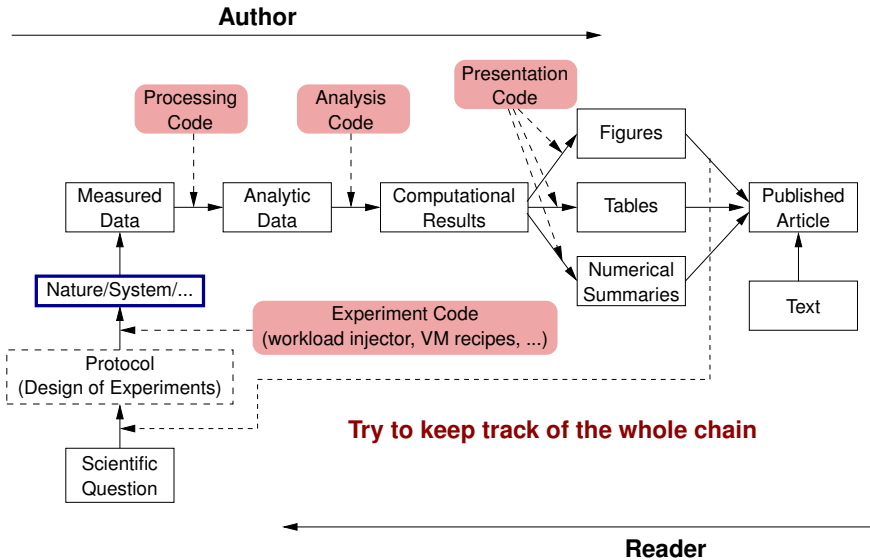 Author
Processing
Code
Analysis
Code
Presentation
Code
Figures
Measured
Data
Analytic
Data
Computational
Results
Tables
Published
Article
Nature/System/...
Numerical
Summaries
Text
Experiment Code
(workload injector, VM recipes, ...)
Protocol
(Design of Experiments)
Try to keep track of the whole chain
Scientific
Question
Reader